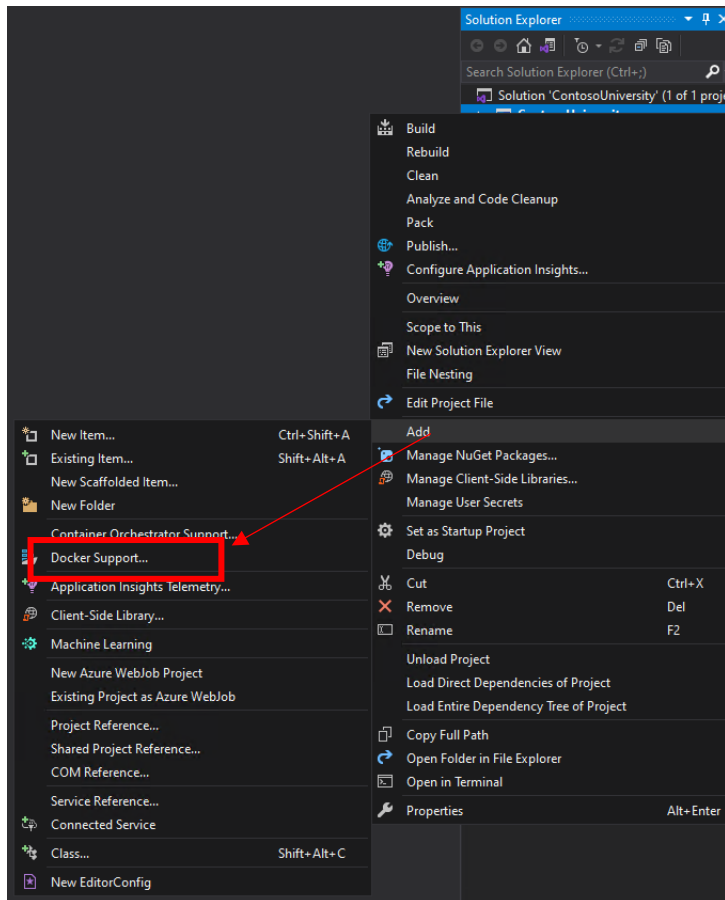 Solution Explorer
Search Solution Explorer (Ctrl+;)
Solution 'ContosoUniversity' (1 of 1 proje
Build
Rebuild
Clean
Analyze and Code Cleanup
Pack
Publish...
Configure Application Insights...
Overview
Scope to This
New Solution Explorer View
File Nesting
Edit Project File
Add
Manage NuGet Packages...
Manage Client-Side Libraries...
Manage User Secrets
Set as Startup Project
Debug
Cut Ctrl+X
Remove Del
Rename F2
Unload Project
Load Direct Dependencies of Project
Load Entire Dependency Tree of Project
Copy Full Path
Open Folder in File Explorer
Open in Terminal
Properties Alt+Enter
New Item... Ctrl+Shift+A
Existing Item... Shift+Alt+A
New Scaffolded Item...
New Folder
Container Orchestrator Support...
Docker Support...
Application Insights Telemetry...
Client-Side Library...
Machine Learning
New Azure WebJob Project
Existing Project as Azure WebJob
Project Reference...
Shared Project Reference...
COM Reference...
Service Reference...
Connected Service
Class... Shift+Alt+C
New EditorConfig